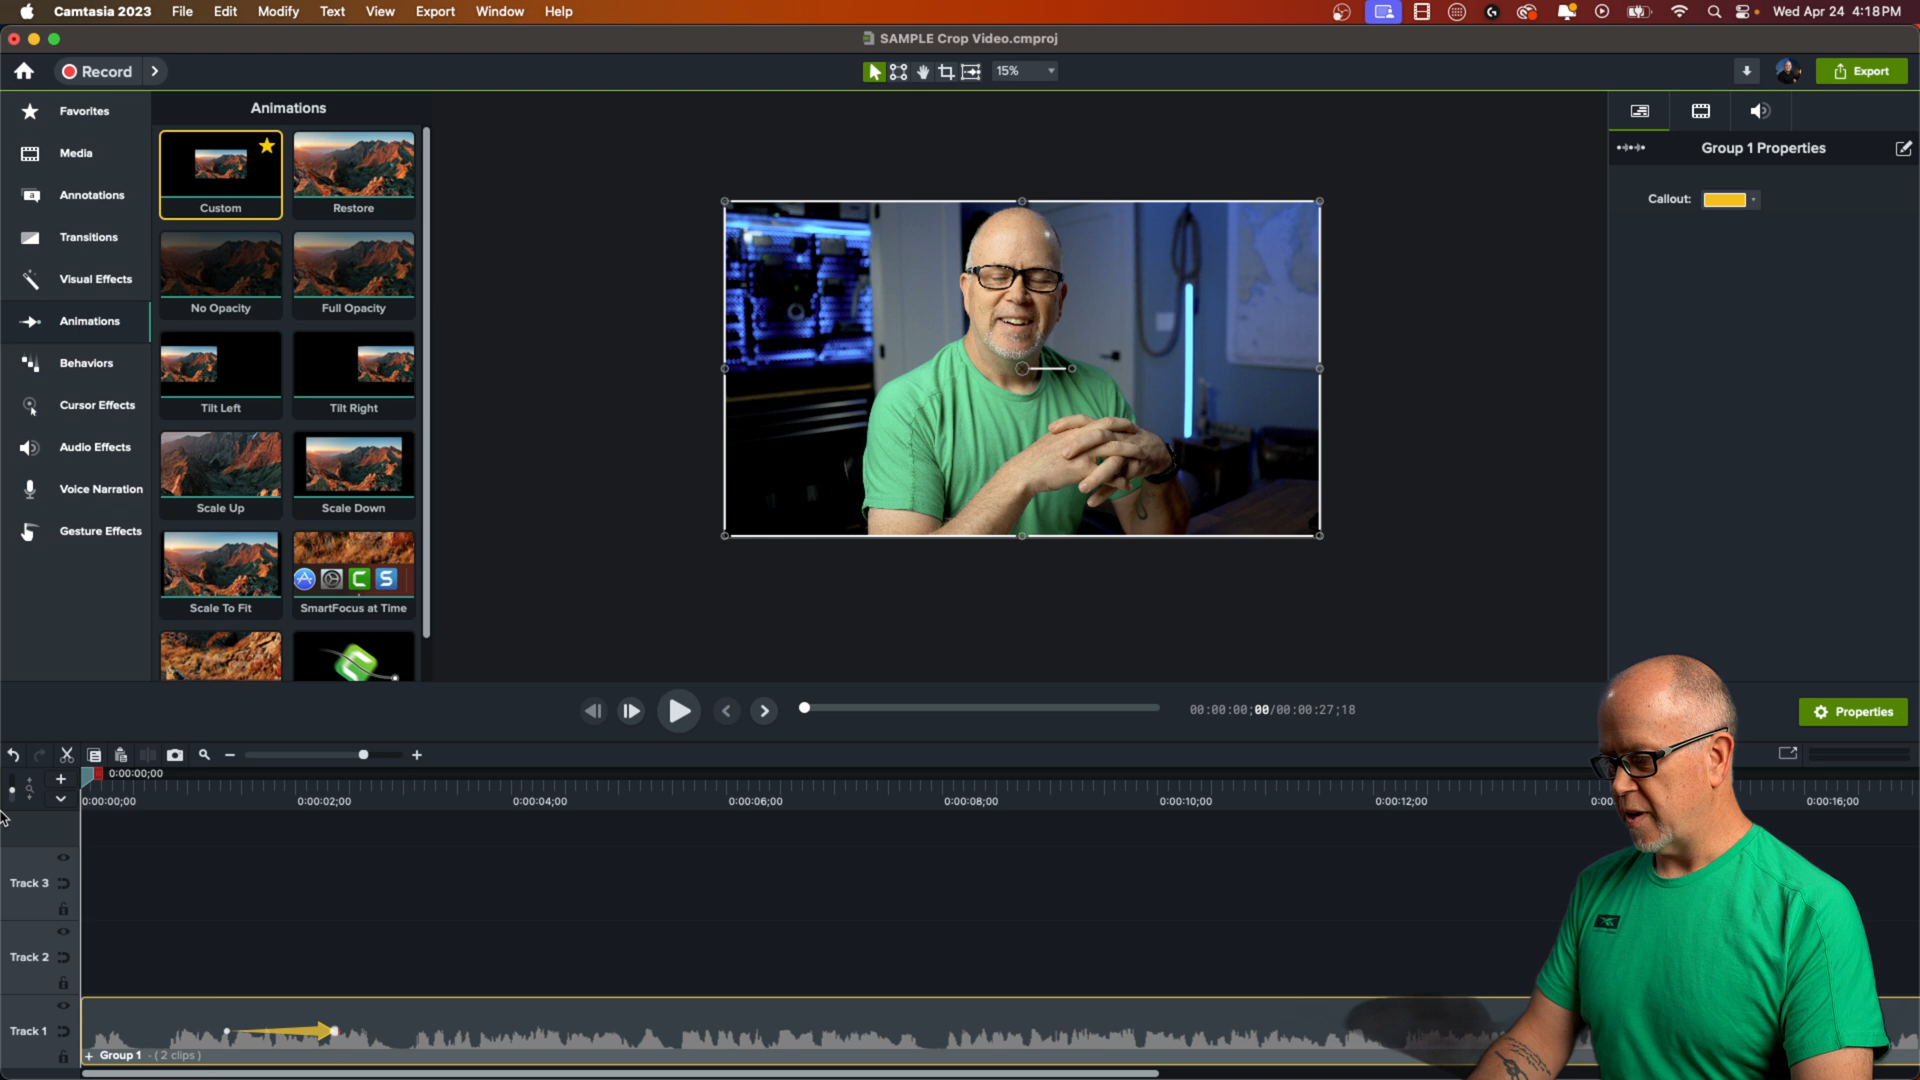 Camtasia 2023 File Edit Modify Text View Export Window Help
Wed Apr 24 4:18 PM
SAMPLE Crop Video.cmproj
Record
15%
Export
Favorites
Media
Annotations
Transitions
Visual Effects
Animations
Behaviors
Cursor Effects
Audio Effects
Voice Narration
Gesture Effects
Animations
Custom
Restore
No Opacity
Full Opacity
Tilt Left
Tilt Right
Scale Up
Scale Down
Scale To Fit
SmartFocus at Time
Group 1 Properties
Callout:
00:00:00;00/00:00:27;18
Properties
0:00:00;00
0:00:00;00 0:00:02;00 0:00:04;00 0:00:06;00 0:00:08;00 0:00:10;00 0:00:12;00 0:00 0:00:16;00
Track 3
Track 2
Track 1
+ Group 1 - ( 2 clips )